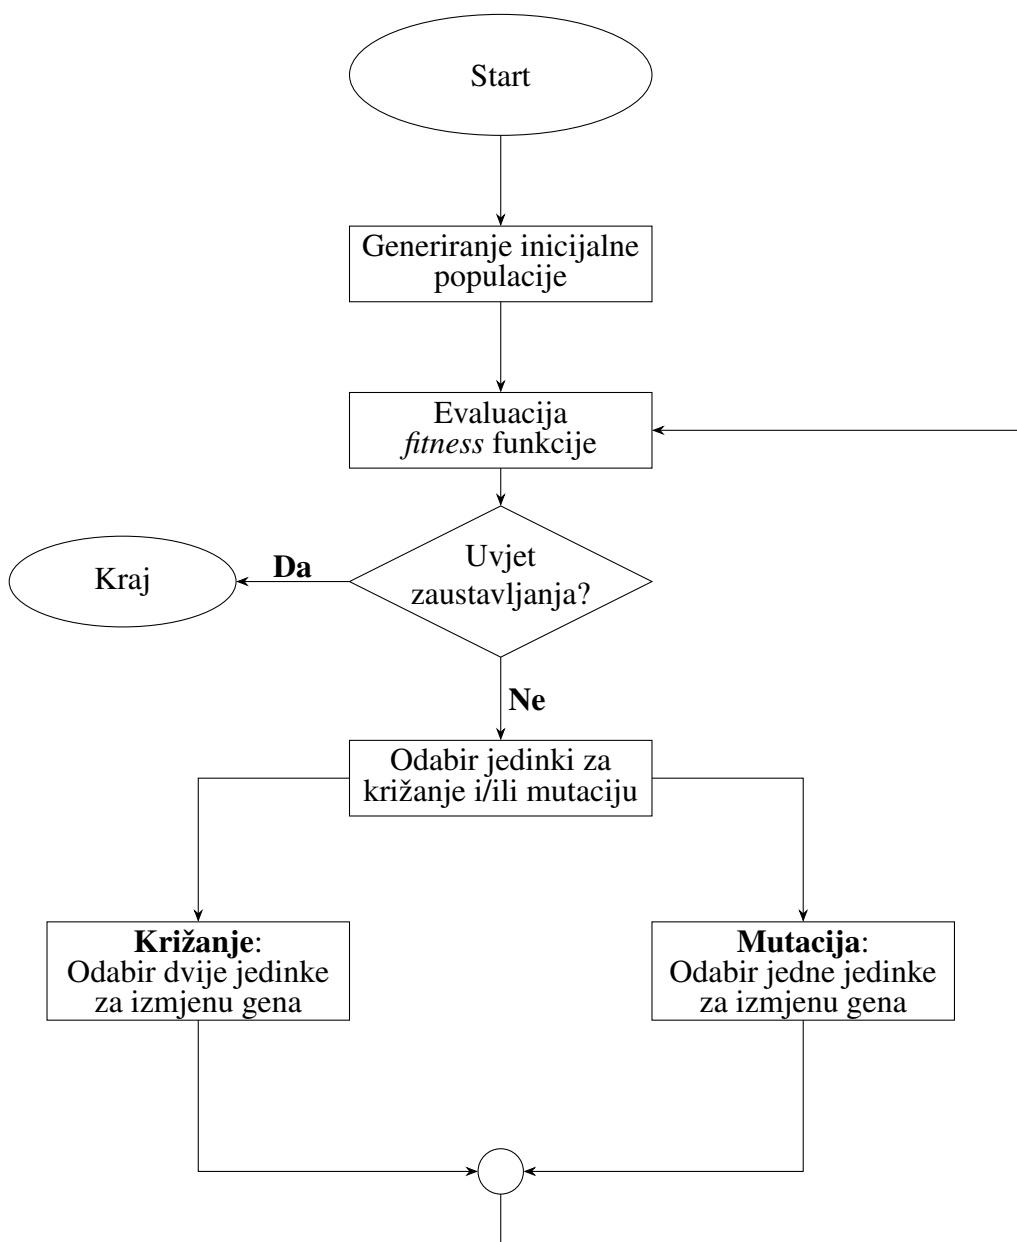 Start
Generiranje inicijalne
populacije
Evaluacija
fitness funkcije
Uvjet
zaustavljanja?
Da
Kraj
Ne
Odabir jedinki za
križanje i/ili mutaciju
Križanje:
Odabir dvije jedinke
za izmjenu gena
Mutacija:
Odabir jedne jedinke
za izmjenu gena